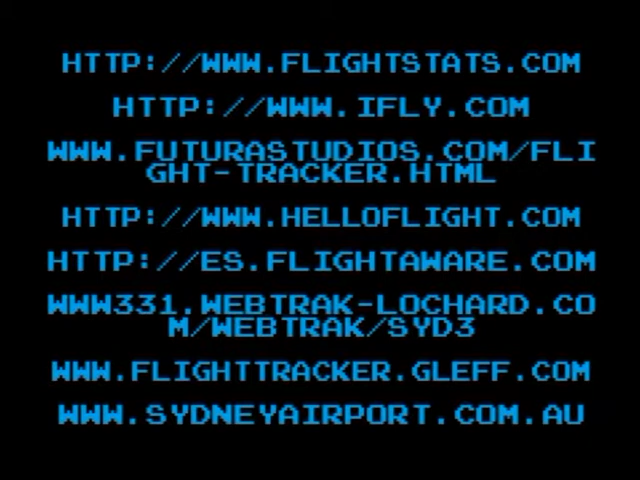 HTTP://WWW.FLIGHTSTATS.COM
HTTP://WWW.IFLY.COM
WWW.FUTURASTUDIOS.COM/FLI
GHT-TRACKER.HTML
HTTP://WWW.HELLOFLIGHT.COM
HTTP://ES.FLIGHTAWARE.COM
WWW331.WEBTRAK-LOCHARD.CO
M/WEBTRAK/SYD3
WWW.FLIGHTTRACKER.GLEFF.COM
WWW.SYDNEYAIRPORT.COM.AU